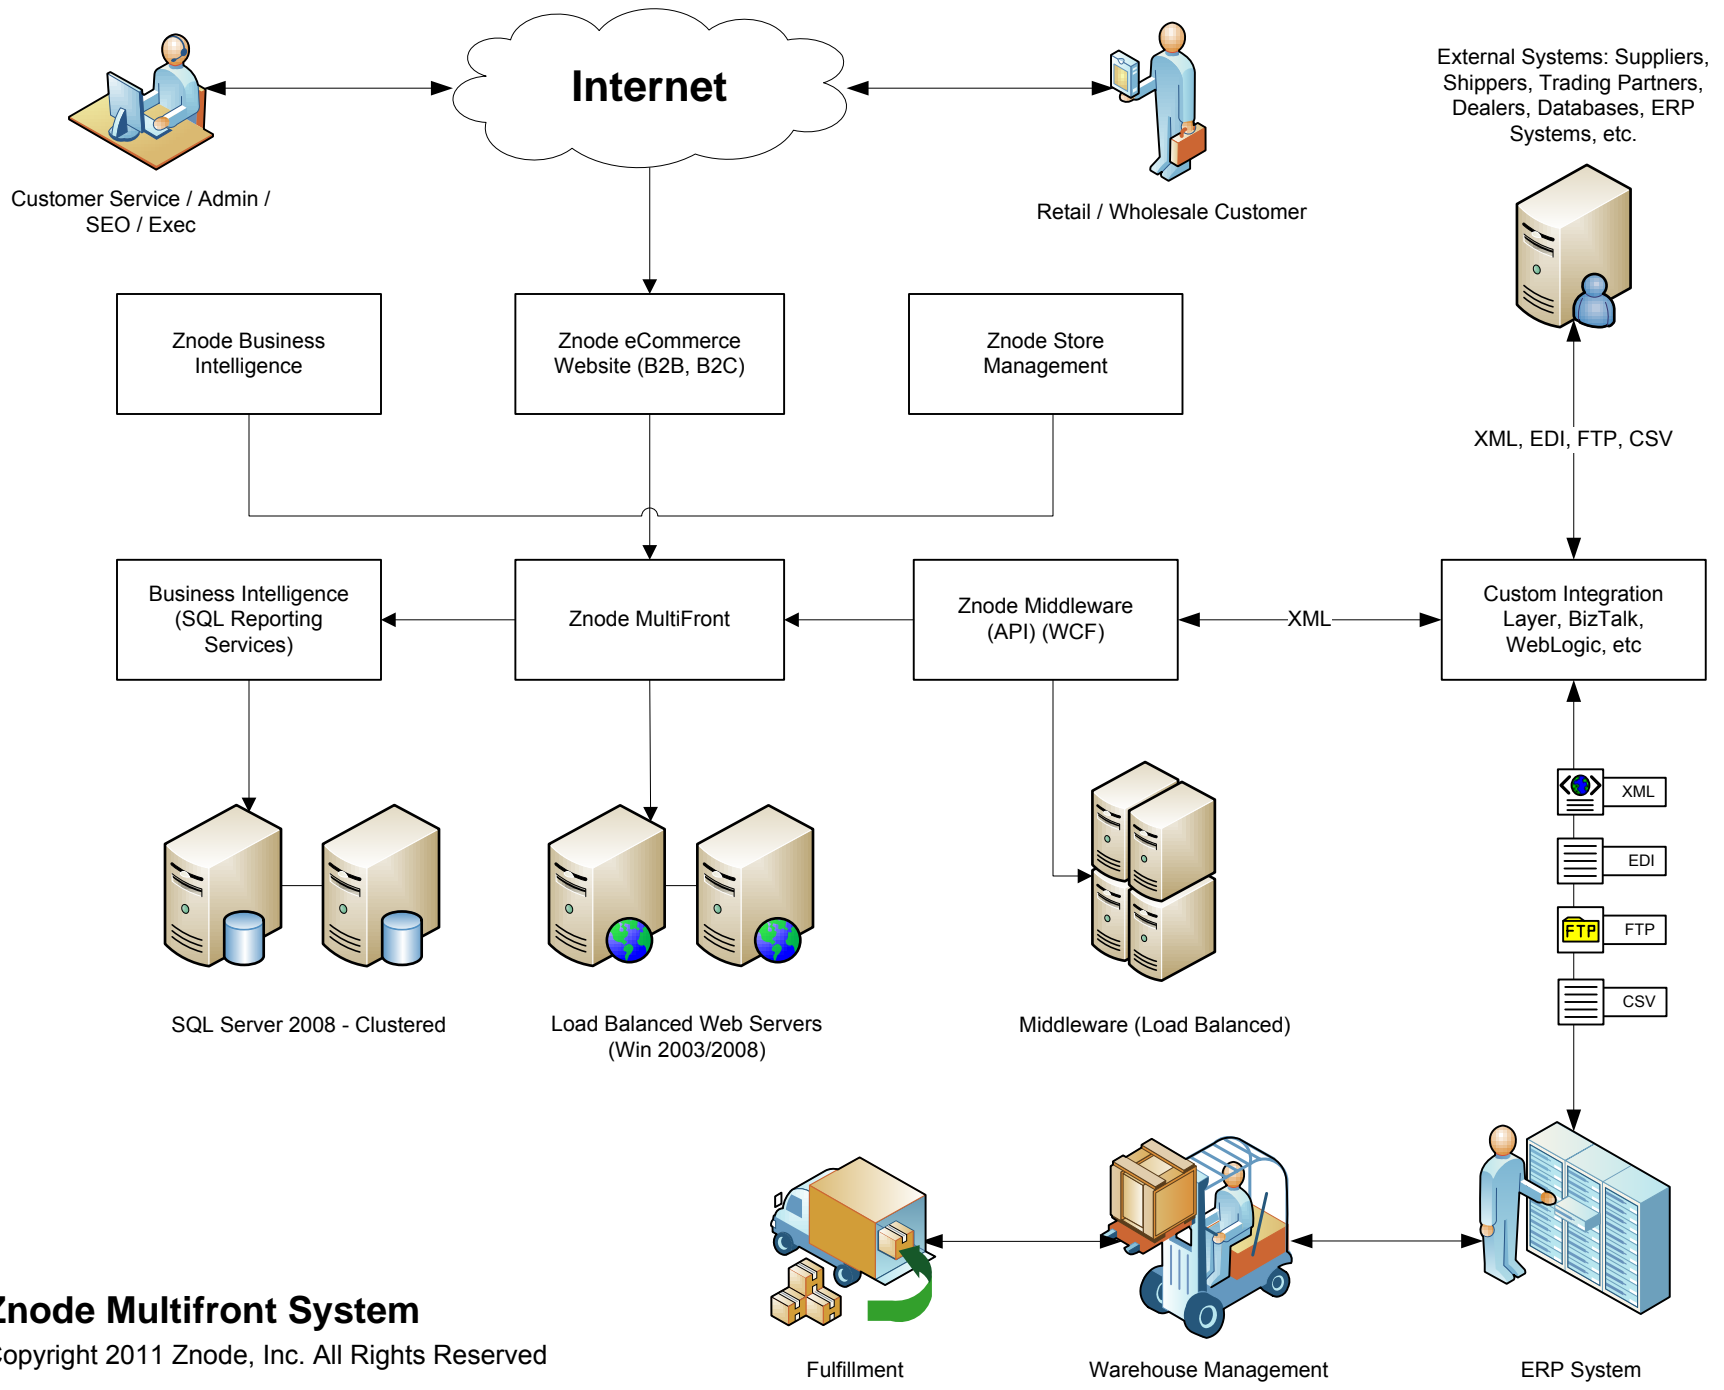 Internet
External Systems: Suppliers,
Shippers, Trading Partners,
Dealers, Databases, ERP
Systems, etc.
Customer Service / Admin /
SEO / Exec
Retail / Wholesale Customer
Znode Business
Intelligence
Znode eCommerce
Website (B2B, B2C)
Znode Store
Management
XML, EDI, FTP, CSV
Business Intelligence
(SQL Reporting
Services)
Znode MultiFront
Znode Middleware
(API) (WCF)
XML
Custom Integration
Layer, BizTalk,
WebLogic, etc
XML
EDI
FTP
FTP
CSV
SQL Server 2008 - Clustered
Load Balanced Web Servers
(Win 2003/2008)
Middleware (Load Balanced)
Znode Multifront System
Copyright 2011 Znode, Inc. All Rights Reserved
Fulfillment
Warehouse Management
ERP System